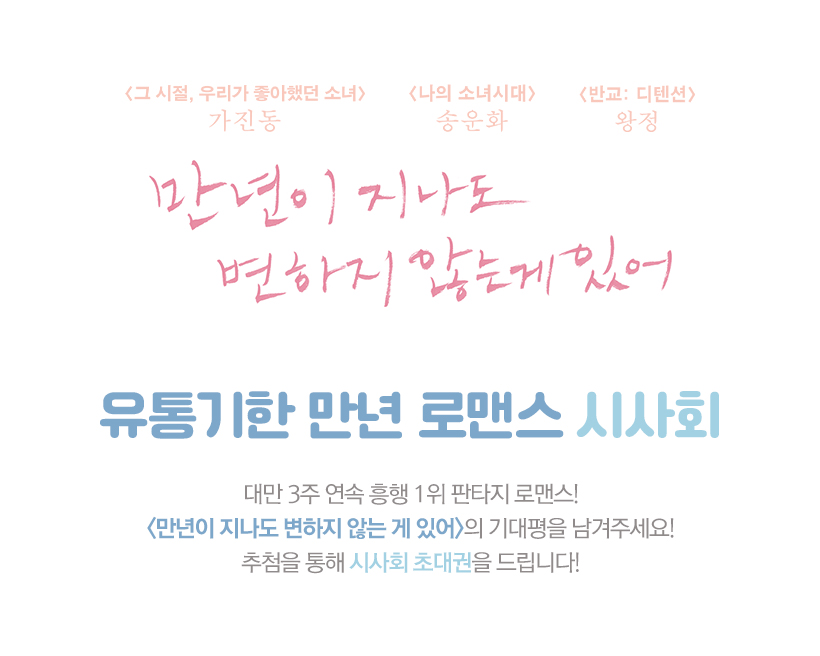 <그 시절, 우리가 좋아했던 소녀> <나의 소녀시대> <반교: 디텐션>
가진동 송운화 왕정
만년이 지나도
변하지 않는게 있어
유통기한 만년 로맨스 시사회
대만 3주 연속 흥행 1위 판타지 로맨스!
<만년이 지나도 변하지 않는 게 있어>의 기대평을 남겨주세요!
추첨을 통해 시사회 초대권을 드립니다!